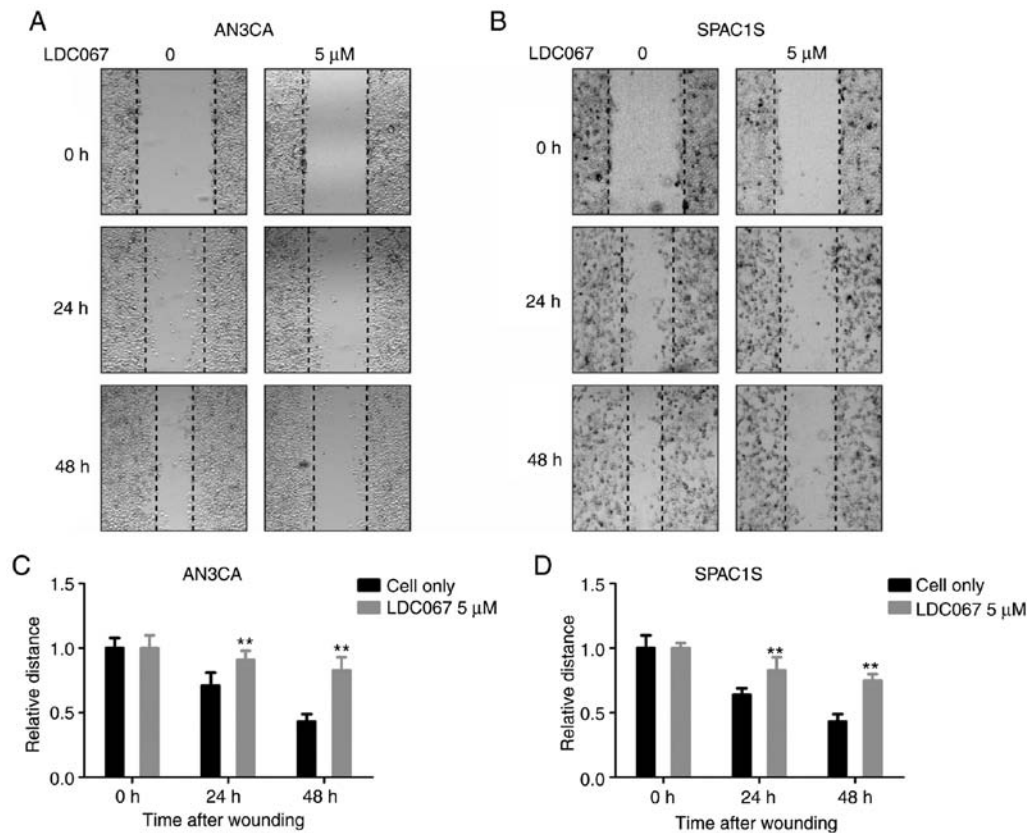 A
AN3CA
LDC067 0 5 μM
0 h
24 h
48 h
B
SPAC1S
LDC067 0 5 μM
0 h
24 h
48 h
C
AN3CA
Cell only
LDC067 5 μM
Relative distance
1.5
1.0
0.5
0.0
** **
0 h 24 h 48 h
Time after wounding
D
SPAC1S
Cell only
LDC067 5 μM
Relative distance
1.5
1.0
0.5
0.0
** **
0 h 24 h 48 h
Time after wounding